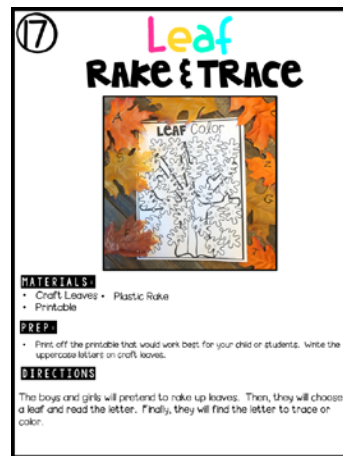 17
Leaf
RAKE & TRACE
LEAF Color
MATERIALS:
• Craft Leaves • Plastic Rake
• Printable
PREP:
• Print off the printable that would work best for your child or students. Write the
uppercase letters on craft leaves.
DIRECTIONS
The boys and girls will pretend to rake up leaves. Then, they will choose
a leaf and read the letter. Finally, they will find the letter to trace or
color.